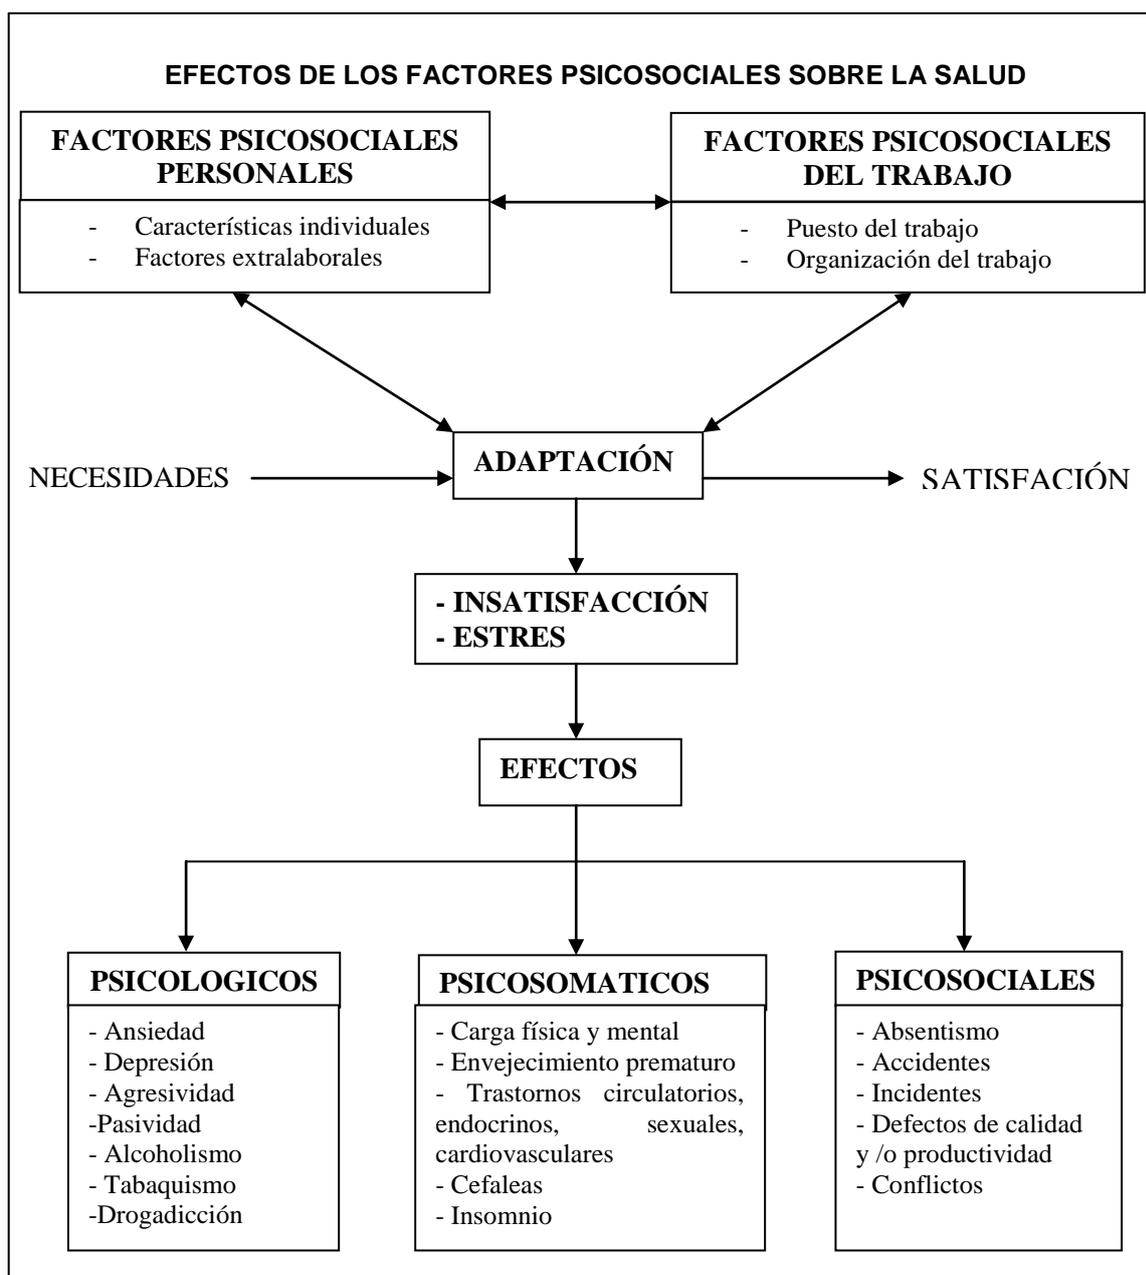 EFECTOS DE LOS FACTORES PSICOSOCIALES SOBRE LA SALUD
FACTORES PSICOSOCIALES
PERSONALES
- Características individuales
- Factores extralaborales
FACTORES PSICOSOCIALES
DEL TRABAJO
- Puesto del trabajo
- Organización del trabajo
NECESIDADES
ADAPTACIÓN
SATISFACIÓN
- INSATISFACCIÓN
- ESTRES
EFECTOS
PSICOLOGICOS
- Ansiedad
- Depresión
- Agresividad
-Pasividad
- Alcoholismo
- Tabaquismo
-Drogadicción
PSICOSOMATICOS
- Carga física y mental
- Envejecimiento prematuro
- Trastornos circulatorios,
endocrinos, sexuales,
cardiovasculares
- Cefaleas
- Insomnio
PSICOSOCIALES
- Absentismo
- Accidentes
- Incidentes
- Defectos de calidad
y /o productividad
- Conflictos